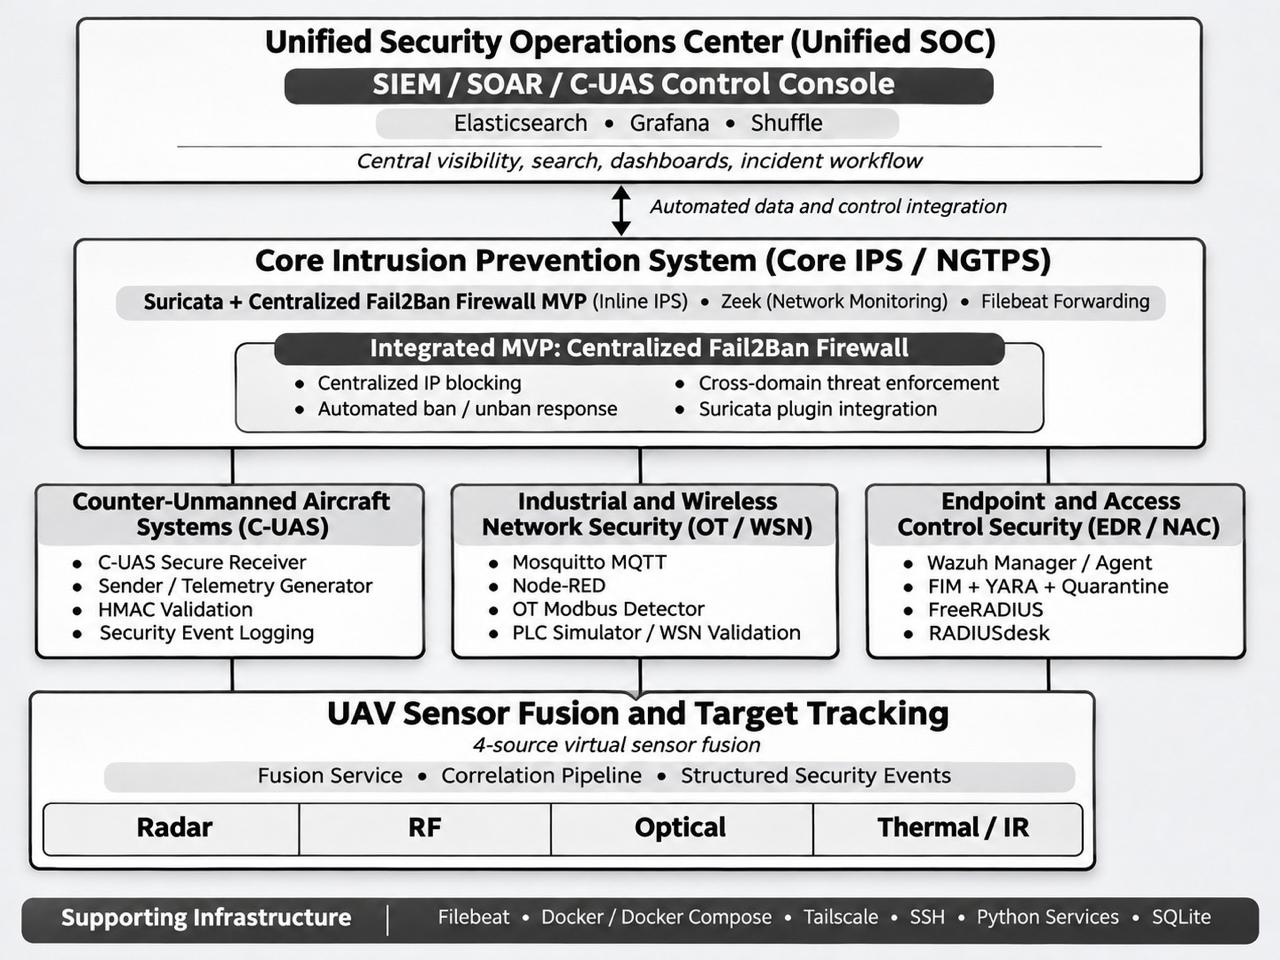 Unified Security Operations Center (Unified SOC)
SIEM / SOAR / C-UAS Control Console
Elasticsearch • Grafana • Shuffle
Central visibility, search, dashboards, incident workflow
Automated data and control integration
Core Intrusion Prevention System (Core IPS / NGTPS)
Suricata + Centralized Fail2Ban Firewall MVP (Inline IPS) • Zeek (Network Monitoring) • Filebeat Forwarding
Integrated MVP: Centralized Fail2Ban Firewall
• Centralized IP blocking
• Automated ban / unban response
• Cross-domain threat enforcement
• Suricata plugin integration
Counter-Unmanned Aircraft
Systems (C-UAS)
• C-UAS Secure Receiver
• Sender / Telemetry Generator
• HMAC Validation
• Security Event Logging
Industrial and Wireless
Network Security (OT / WSN)
• Mosquitto MQTT
• Node-RED
• OT Modbus Detector
• PLC Simulator / WSN Validation
Endpoint and Access
Control Security (EDR / NAC)
• Wazuh Manager / Agent
• FIM + YARA + Quarantine
• FreeRADIUS
• RADIUSdesk
UAV Sensor Fusion and Target Tracking
4-source virtual sensor fusion
Fusion Service • Correlation Pipeline • Structured Security Events
Radar
RF
Optical
Thermal / IR
Supporting Infrastructure
Filebeat • Docker / Docker Compose • Tailscale • SSH • Python Services • SQLite